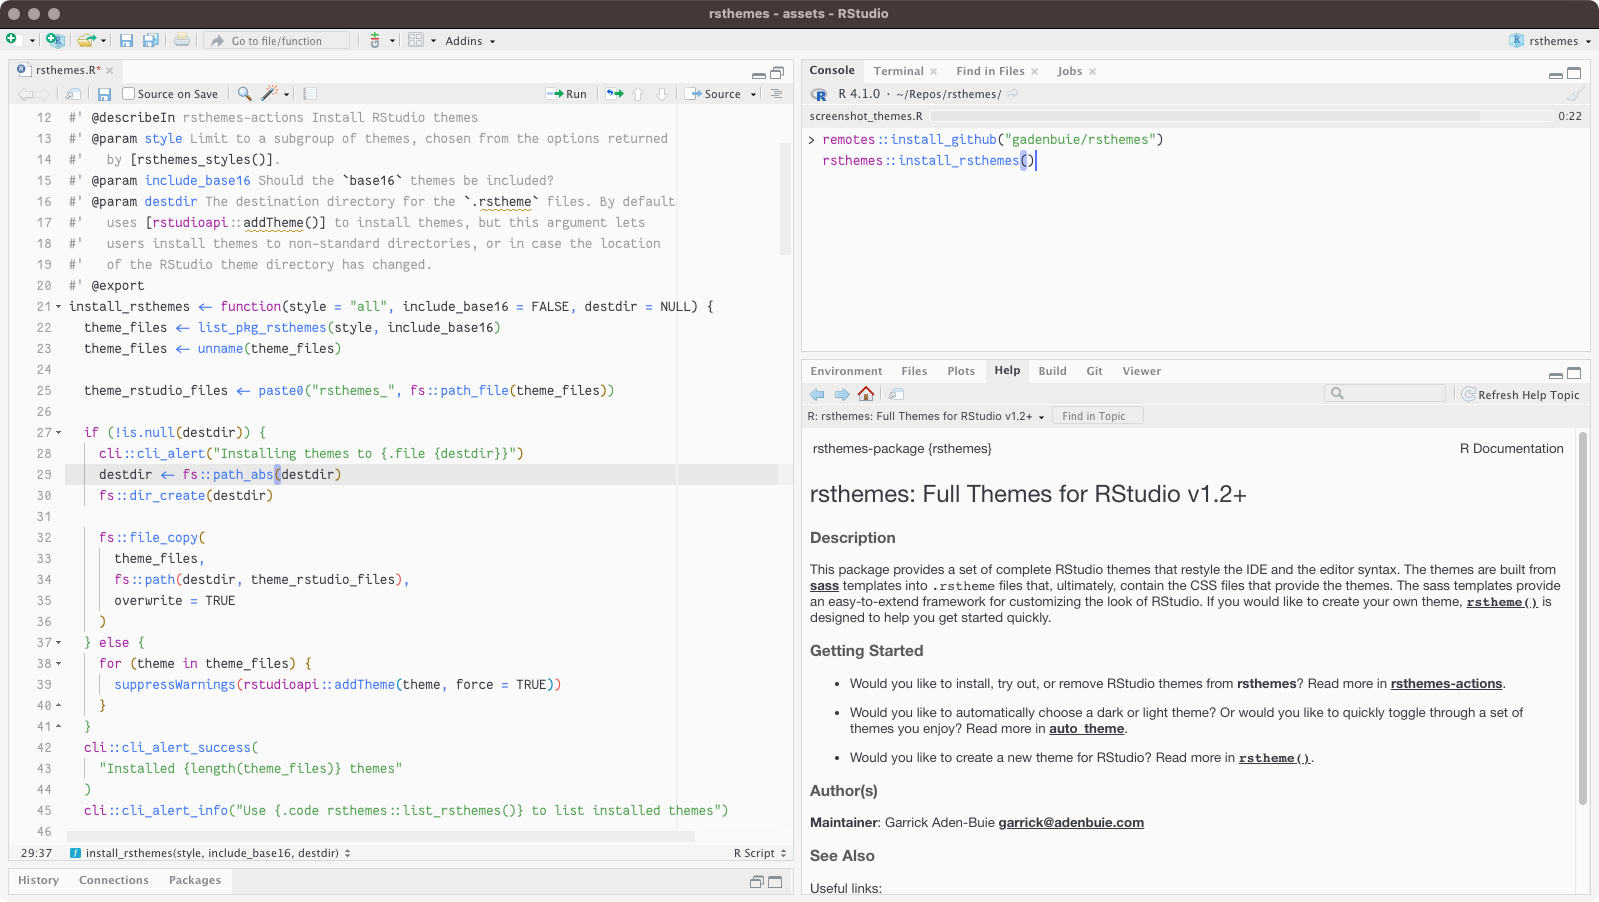 rsthemes - assets - RStudio
Go to file/function
Addins
rsthemes
rsthemes.R*
Source on Save
Run
Source
12 #' @describeIn rsthemes-actions Install RStudio themes
13 #' @param style Limit to a subgroup of themes, chosen from the options returned
14 #'   by [rsthemes_styles()].
15 #' @param include_base16 Should the `base16` themes be included?
16 #' @param destdir The destination directory for the `.rstheme` files. By default
17 #'   uses [rstudioapi::addTheme()] to install themes, but this argument lets
18 #'   users install themes to non-standard directories, or in case the location
19 #'   of the RStudio theme directory has changed.
20 #' @export
21 install_rsthemes <- function(style = "all", include_base16 = FALSE, destdir = NULL) {
22   theme_files <- list_pkg_rsthemes(style, include_base16)
23   theme_files <- unname(theme_files)
24
25   theme_rstudio_files <- paste0("rsthemes_", fs::path_file(theme_files))
26
27   if (!is.null(destdir)) {
28     cli::cli_alert("Installing themes to {.file {destdir}}")
29     destdir <- fs::path_abs(destdir)
30     fs::dir_create(destdir)
31
32     fs::file_copy(
33       theme_files,
34       fs::path(destdir, theme_rstudio_files),
35       overwrite = TRUE
36     )
37   } else {
38     for (theme in theme_files) {
39       suppressWarnings(rstudioapi::addTheme(theme, force = TRUE))
40     }
41   }
42   cli::cli_alert_success(
43     "Installed {length(theme_files)} themes"
44   )
45   cli::cli_alert_info("Use {.code rsthemes::list_rsthemes()} to list installed themes")
46
29:37 install_rsthemes(style, include_base16, destdir) R Script
History Connections Packages
Console Terminal Find in Files Jobs
R 4.1.0 · ~/Repos/rsthemes/
screenshot_themes.R 0:22
> remotes::install_github("gadenbuie/rsthemes")
rsthemes::install_rsthemes()
Environment Files Plots Help Build Git Viewer
Refresh Help Topic
R: rsthemes: Full Themes for RStudio v1.2+ Find in Topic
rsthemes-package {rsthemes} R Documentation
rsthemes: Full Themes for RStudio v1.2+
Description
This package provides a set of complete RStudio themes that restyle the IDE and the editor syntax. The themes are built from
sass templates into .rstheme files that, ultimately, contain the CSS files that provide the themes. The sass templates provide
an easy-to-extend framework for customizing the look of RStudio. If you would like to create your own theme, rstheme() is
designed to help you get started quickly.
Getting Started
• Would you like to install, try out, or remove RStudio themes from rsthemes? Read more in rsthemes-actions.
• Would you like to automatically choose a dark or light theme? Or would you like to quickly toggle through a set of
themes you enjoy? Read more in auto_theme.
• Would you like to create a new theme for RStudio? Read more in rstheme().
Author(s)
Maintainer: Garrick Aden-Buie garrick@adenbuie.com
See Also
Useful links: